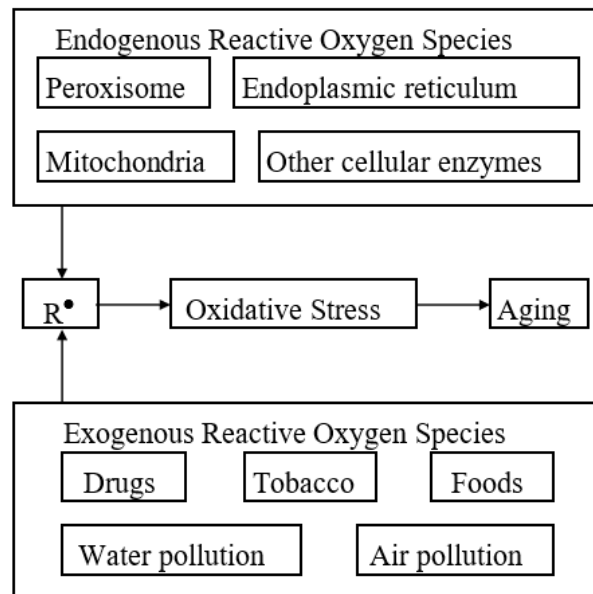 Endogenous Reactive Oxygen Species
Peroxisome
Endoplasmic reticulum
Mitochondria
Other cellular enzymes
R•
Oxidative Stress
Aging
Exogenous Reactive Oxygen Species
Drugs
Tobacco
Foods
Water pollution
Air pollution